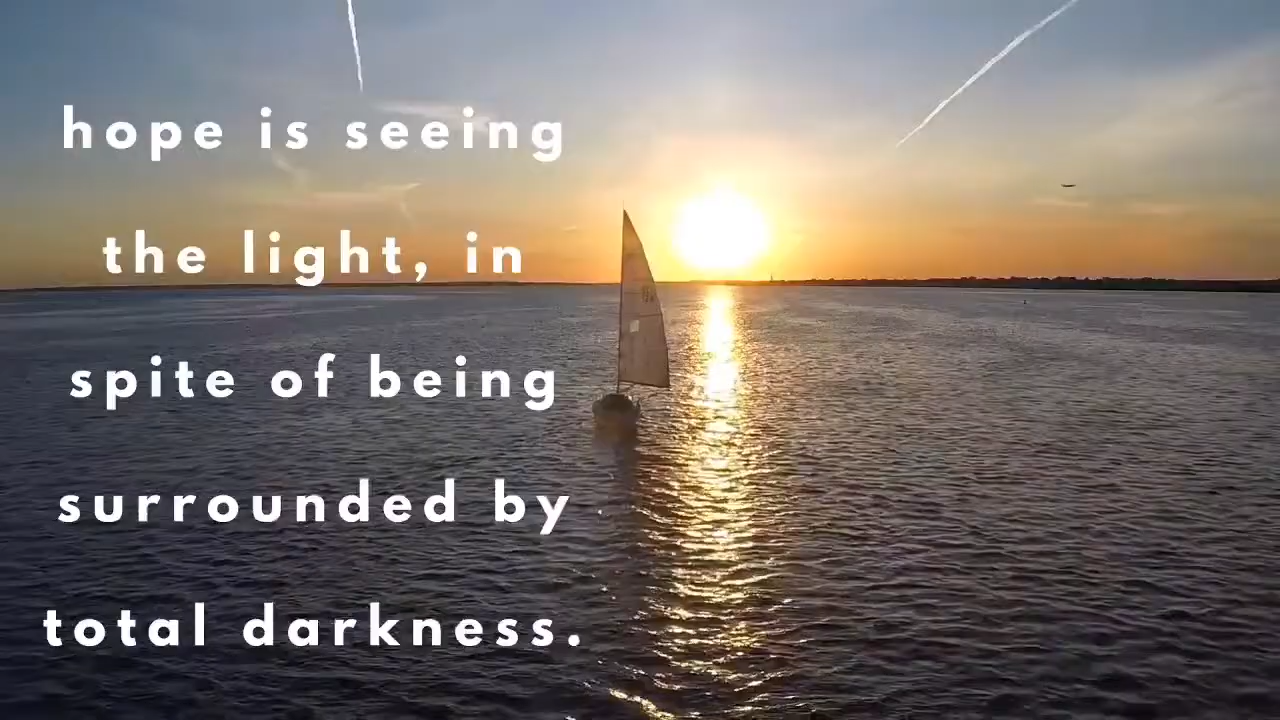 hope is seeing
the light, in
spite of being
surrounded by
total darkness.